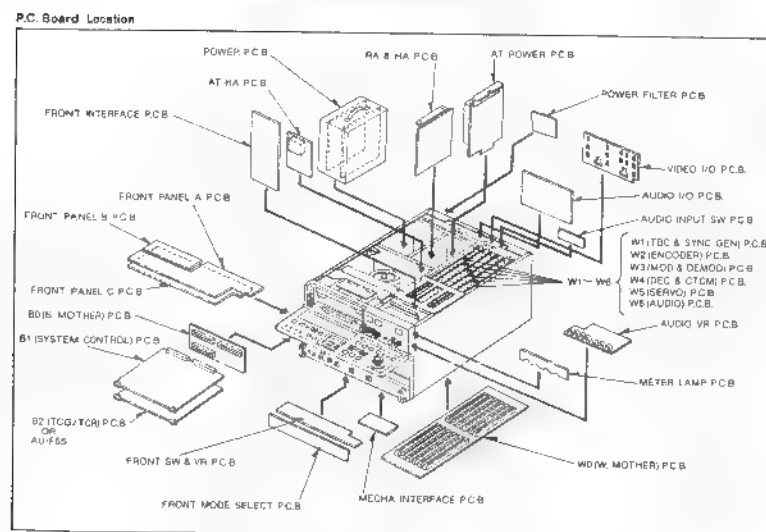 P.C. Board Location
POWER P.C.B
RA & HA P.C.B
AT POWER P.C.B
AT HA P.C.B
POWER FILTER P.C.B
FRONT INTERFACE P.C.B
VIDEO I/O P.C.B.
AUDIO I/O P.C.B.
FRONT PANEL A P.C.B
FRONT PANEL B P.C.B
AUDIO INPUT SW P.C.B
W1 (TBC & SYNC GEN) P.C.B
W2 (ENCODER) P.C.B
W3 (MOD & DEMOD) P.C.B
W1~W6
W4 (DEC & CTDM) P.C.B.
W5 (SERVO) P.C.B
W6 (AUDIO) P.C.B.
FRONT PANEL C P.C.B
B0 (B. MOTHER) P.C.B
AUDIO VR P.C.B
B1 (SYSTEM CONTROL) P.C.B
METER LAMP P.C.B
B2 (TCG/TCR) P.C.B
OR
AU-F65
FRONT SW & VR P.C.B
W0 (W. MOTHER) P.C.B
MECHA INTERFACE P.C.B
FRONT MODE SELECT P.C.B